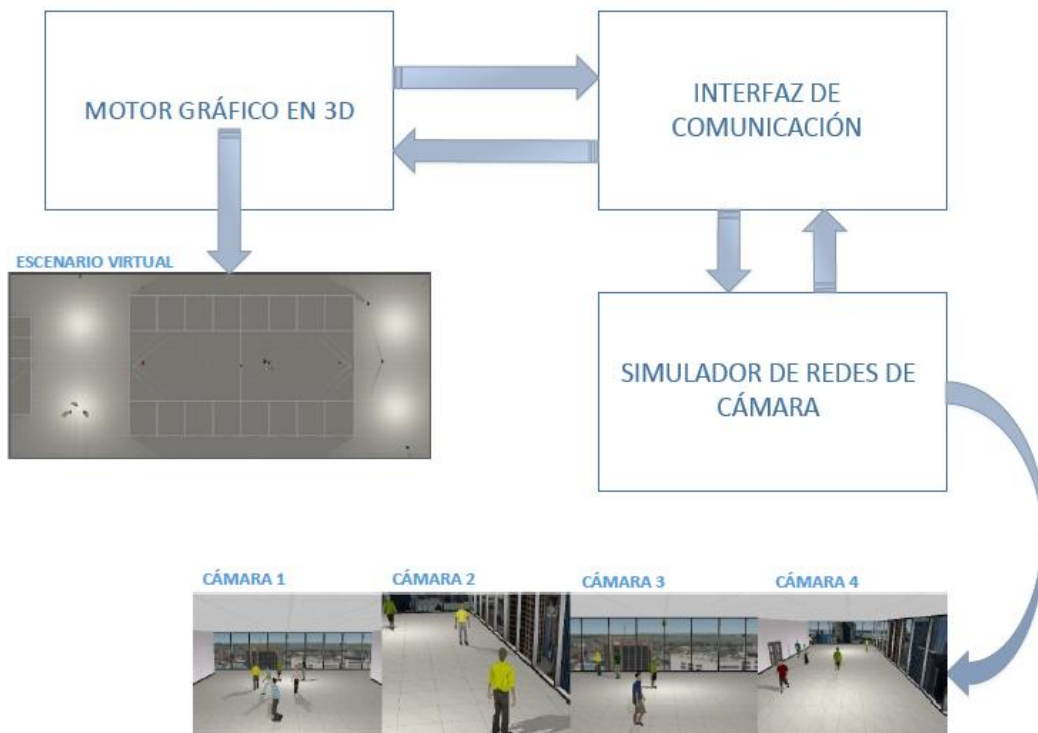 MOTOR GRÁFICO EN 3D
INTERFAZ DE
COMUNICACIÓN
ESCENARIO VIRTUAL
SIMULADOR DE REDES DE
CÁMARA
CÁMARA 1
CÁMARA 2
CÁMARA 3
CÁMARA 4